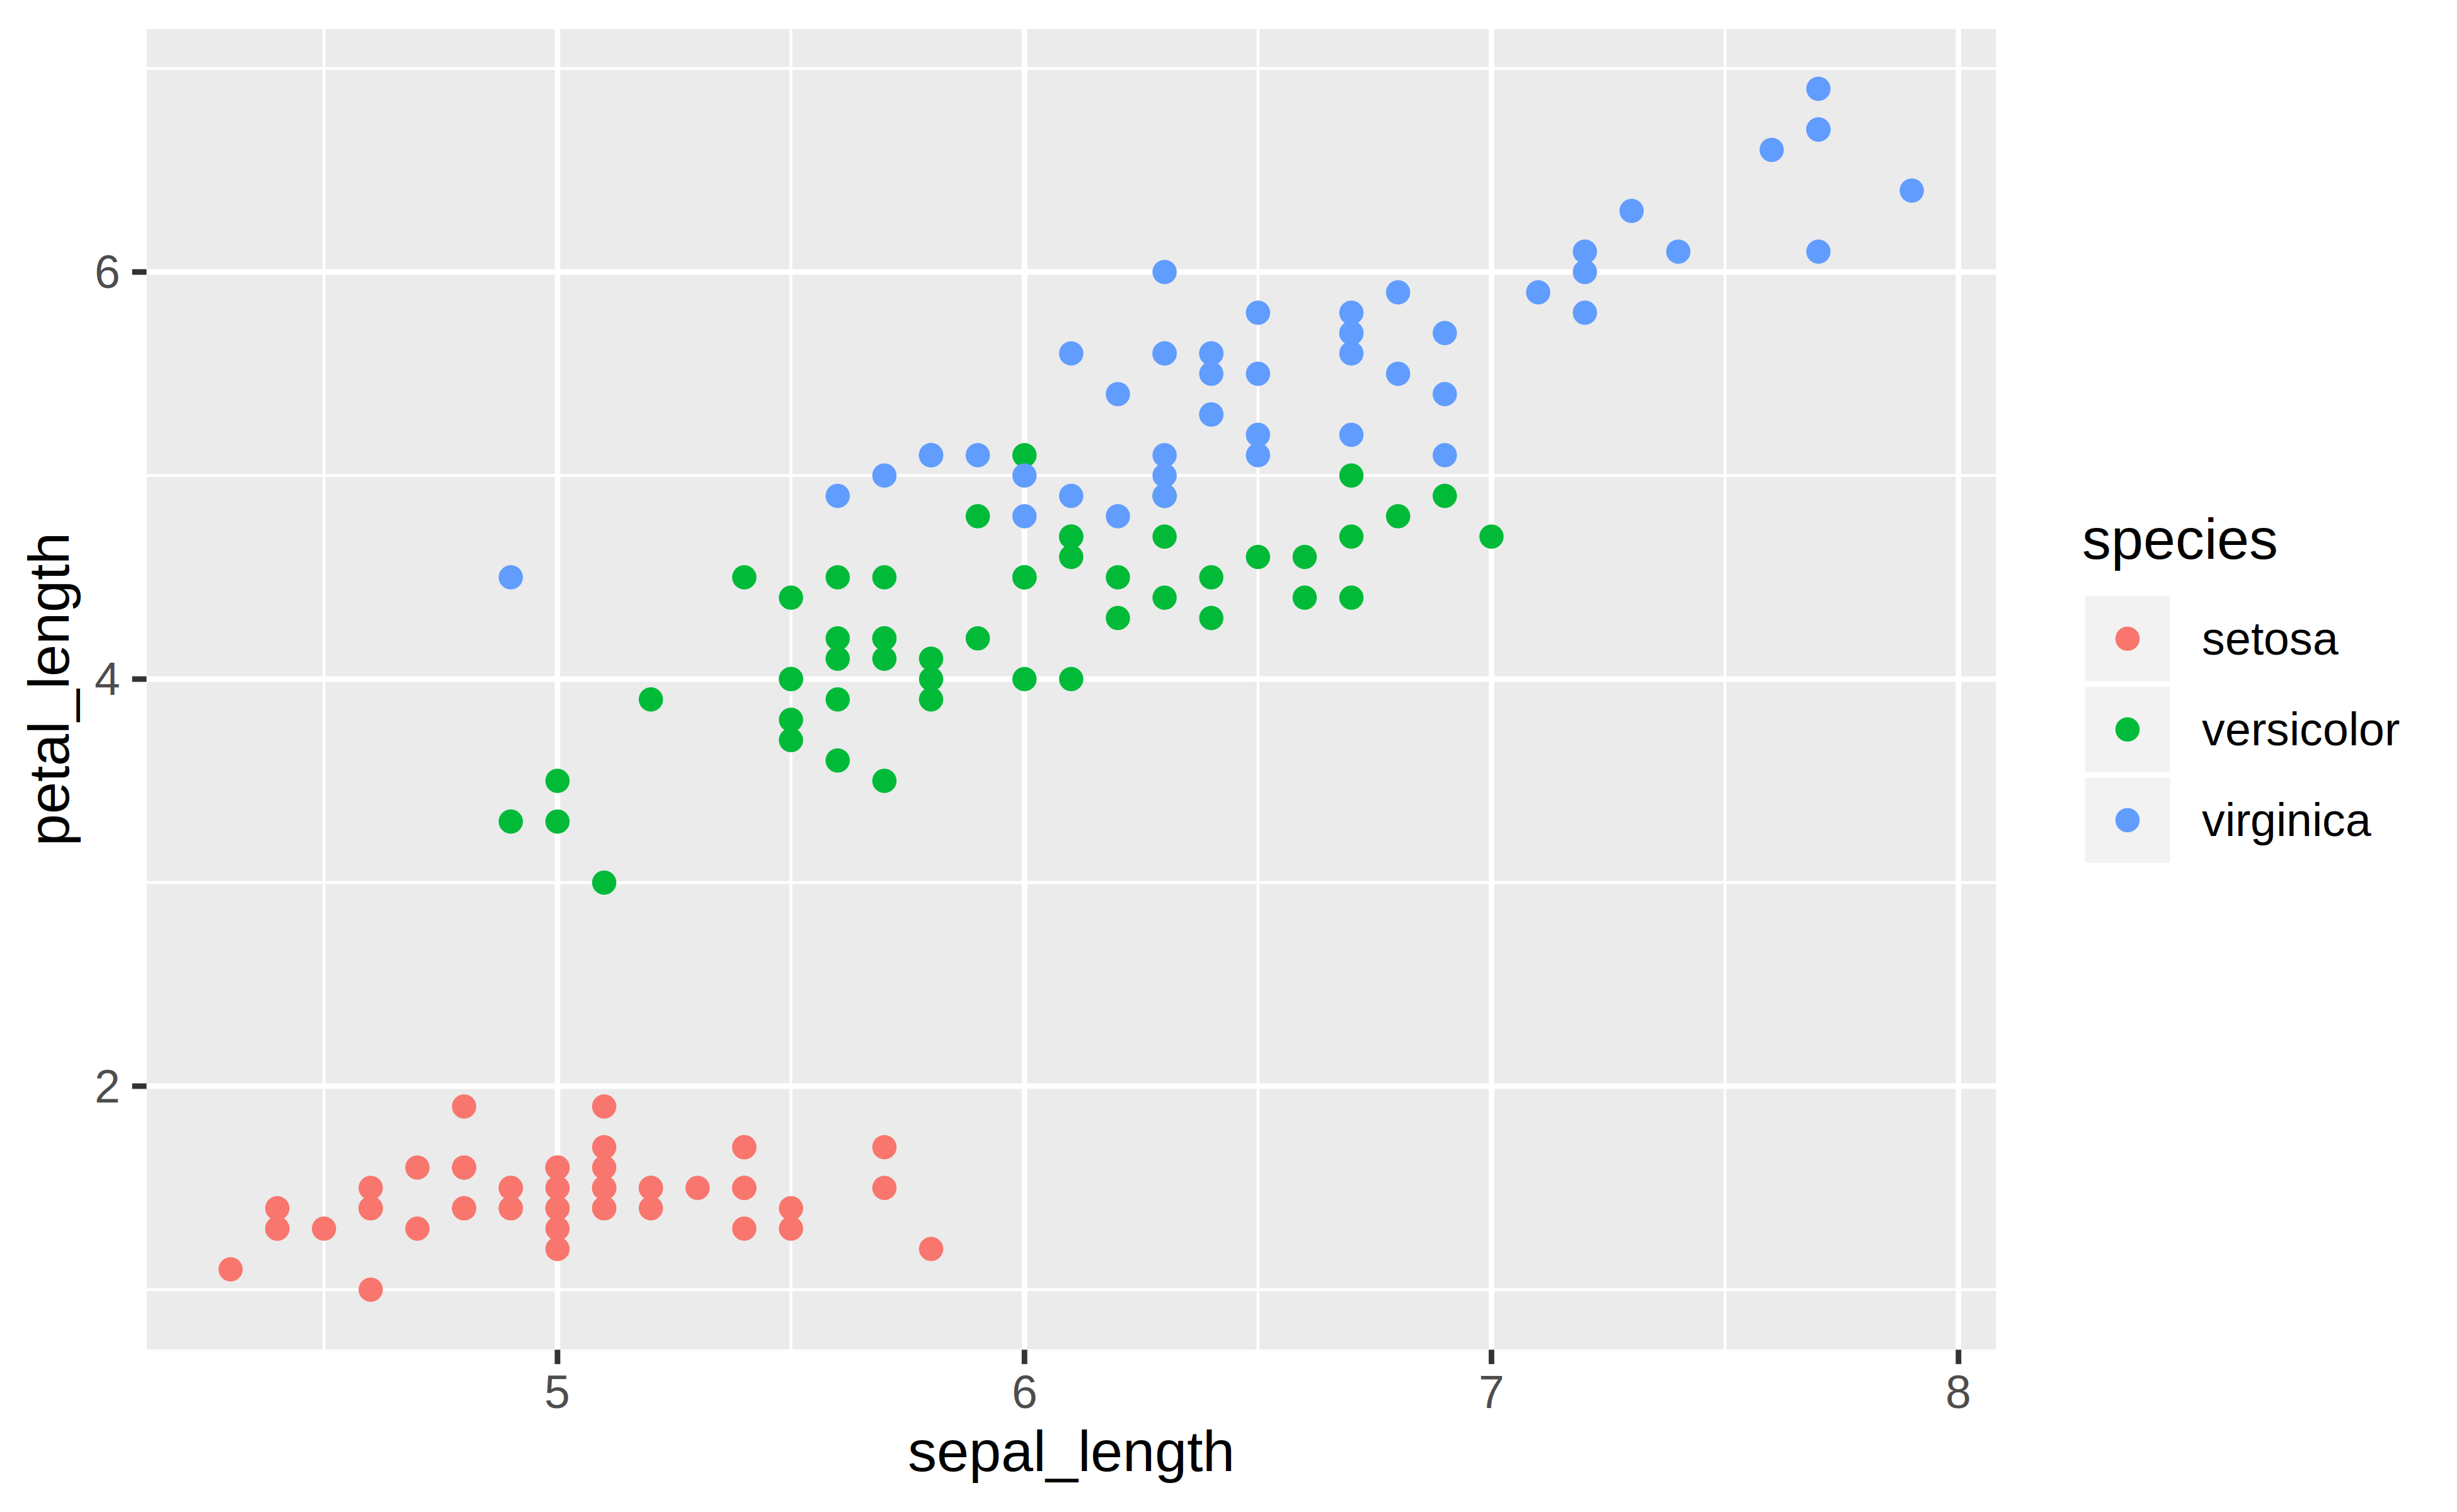 petal_length
6
4
2
5 6 7 8
sepal_length
species
setosa
versicolor
virginica